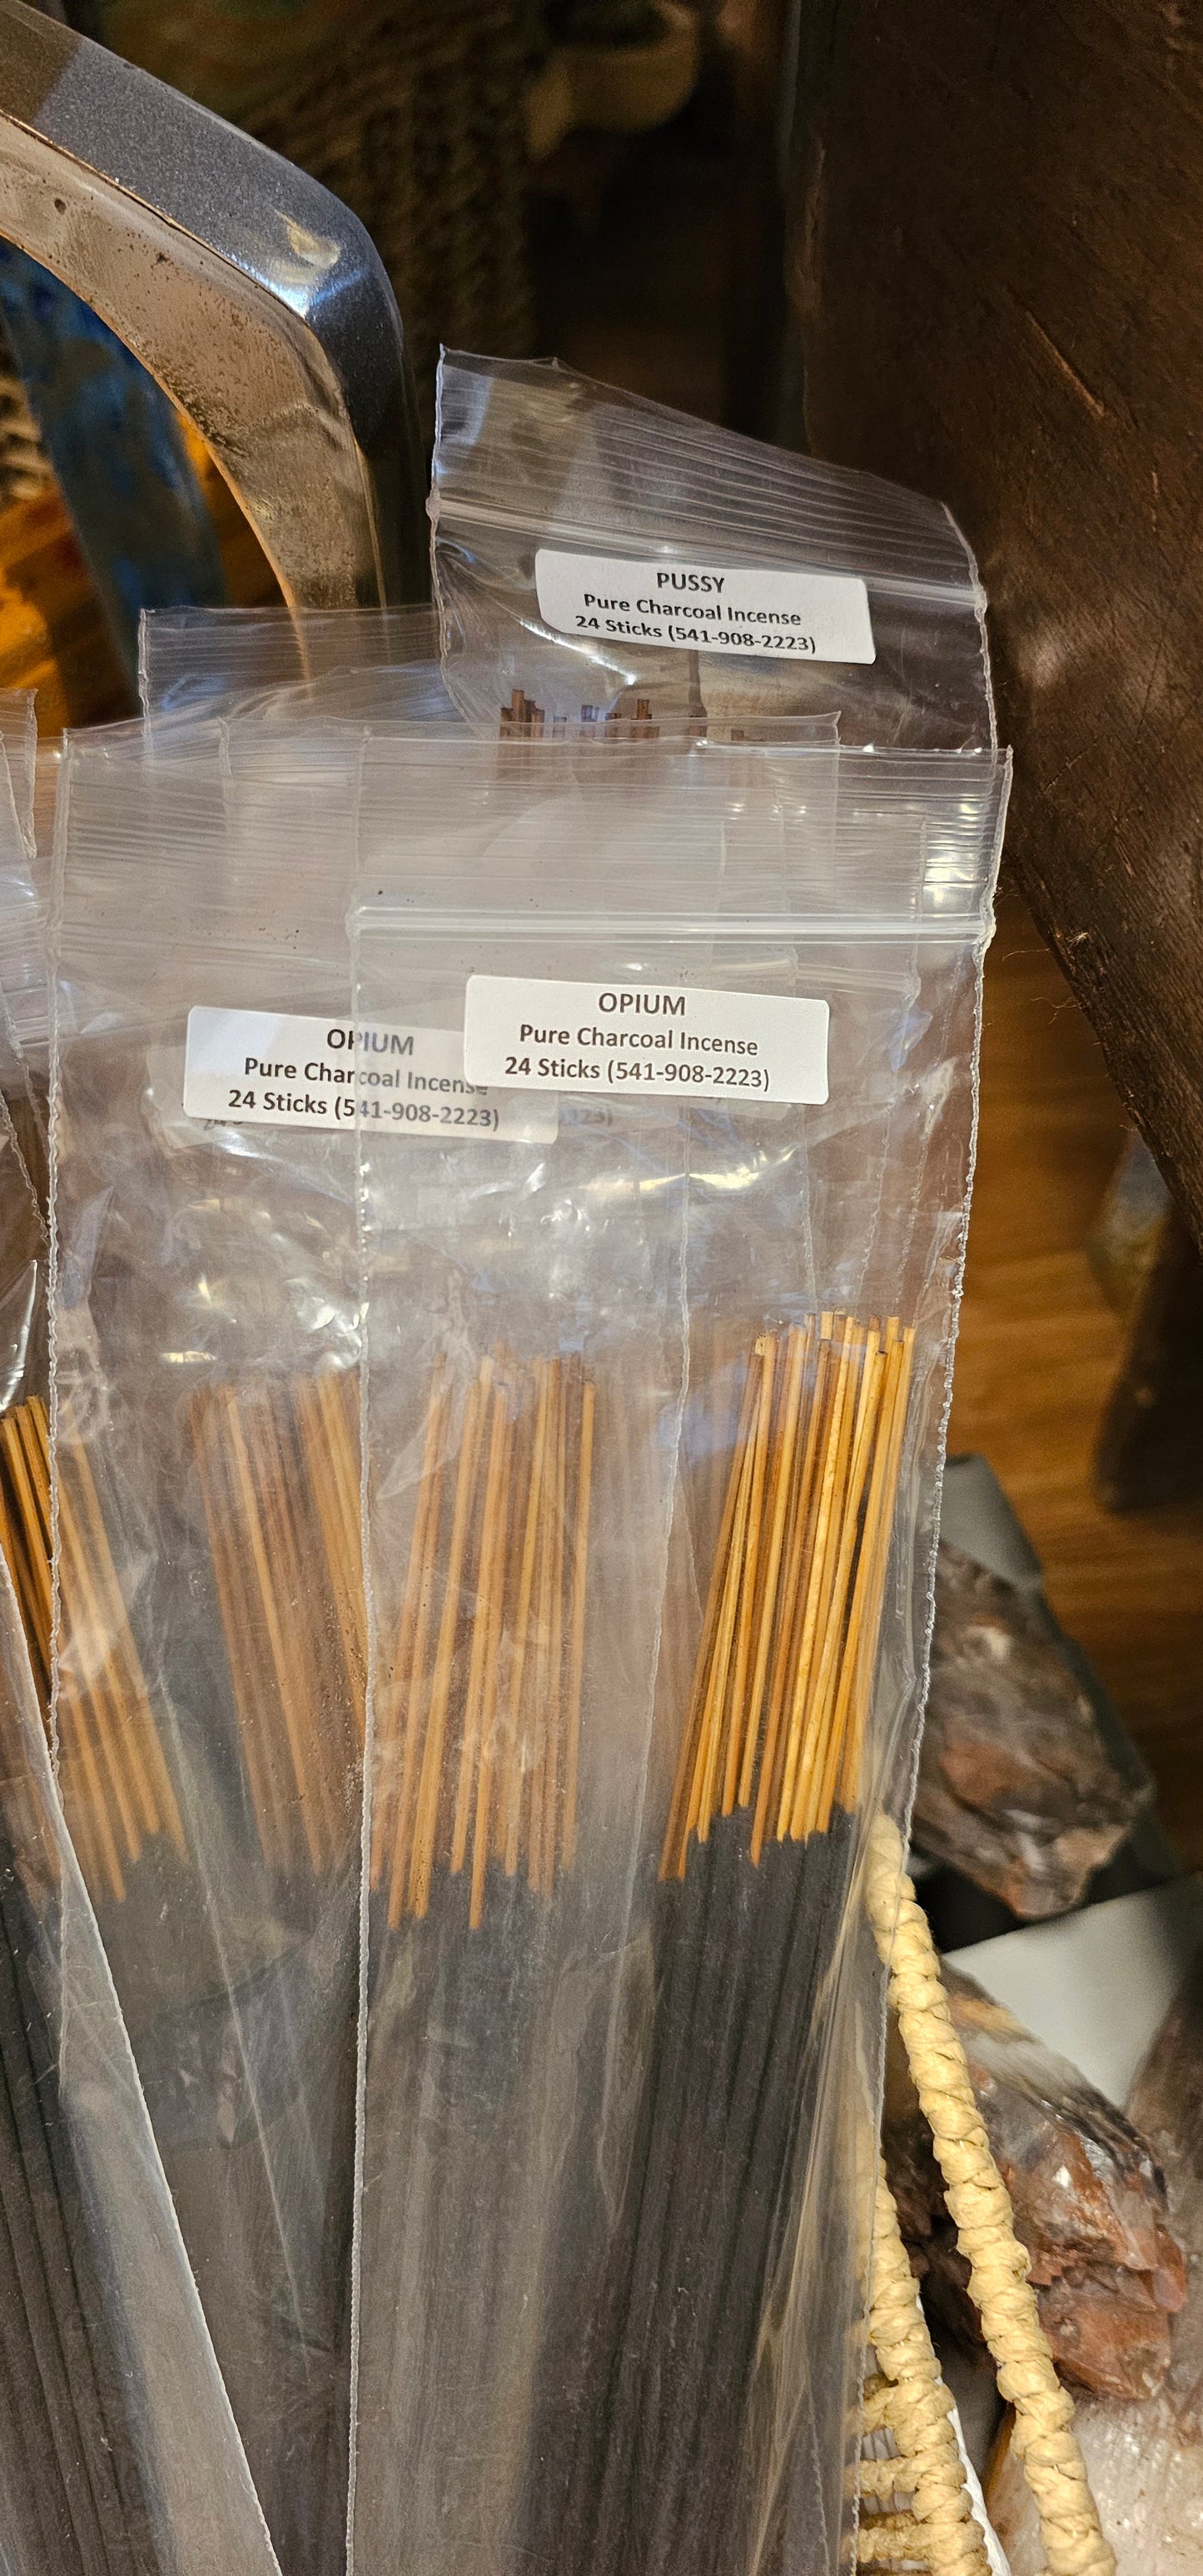 PUSSY
Pure Charcoal Incense
24 Sticks (541-908-2223)
OPIUM
Pure Charcoal Incense
24 Sticks (541-908-2223)
OPIUM
Pure Charcoal Incense
24 Sticks (541-908-2223)